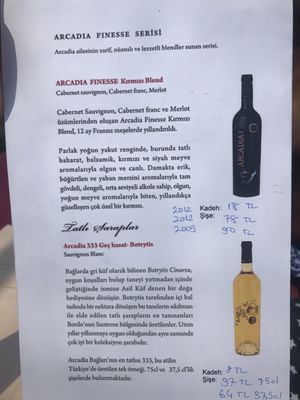 ARCADIA FINESSE SERİSİ
Arcadia ailesinin zarif, nüanslı ve lezzetli blendler sunan serisi.
ARCADIA FINESSE Kırmızı Blend
Cabernet sauvignon, Cabernet franc, Merlot
Cabernet Sauvignon, Cabernet franc ve Merlot
üzümlerinden oluşan Arcadia Finesse Kırmızı
Blend, 12 ay Fransız meşelerde yıllandırıldı.
Parlak yoğun yakut renginde, burunda tatlı
baharat, balzamik, kırmızı ve siyah meyve
aromalarıyla olgun ve canlı. Damakta erik,
böğürtlen ve yaban mersini aromalarıyla tam
gövdeli, dengeli, orta seviyeli alkole sahip, olgun,
yoğun meyve aromalarıyla biten, yıllandıkça
güzelleşen çok özel bir kırmızı.
ARCADIA
2012 Kadeh: 18 TL
2012 Şişe: 78 TL
2009 90 TL
Tatlı Şaraplar
Arcadia 333 Geç hasat- Botrytis
Sauvignon Blanc
Bağlarda gri küf olarak bilinen Botrytis Cinarea,
uygun koşulları bulup taneyi yırtmadan içinde
geliştiğinde ismine Asil Küf denen bir doğa
hediyesine dönüşür. Botrytis tarafından içi bal
tadında bir nektara dönüşen bu tanelerin sıkılması
ile elde edilen tatlı şarapların en tanınanları
Bordo'nun Sauterne bölgesinde üretilenler. Uzun
yıllar yıllanmaya uygun olduğundan aynı zamanda
çok iyi bir koleksiyon şarabıdır.
Arcadia Bağları'nın en tatlısı 333, bu stilin
Türkiye'de üretilen tek örneği. 75cl ve 37,5 cl'lik
şişelerde bulunmaktadır.
Kadeh: 8 TL
Şişe: 97 TL 75cl
64 TL 37,5cl